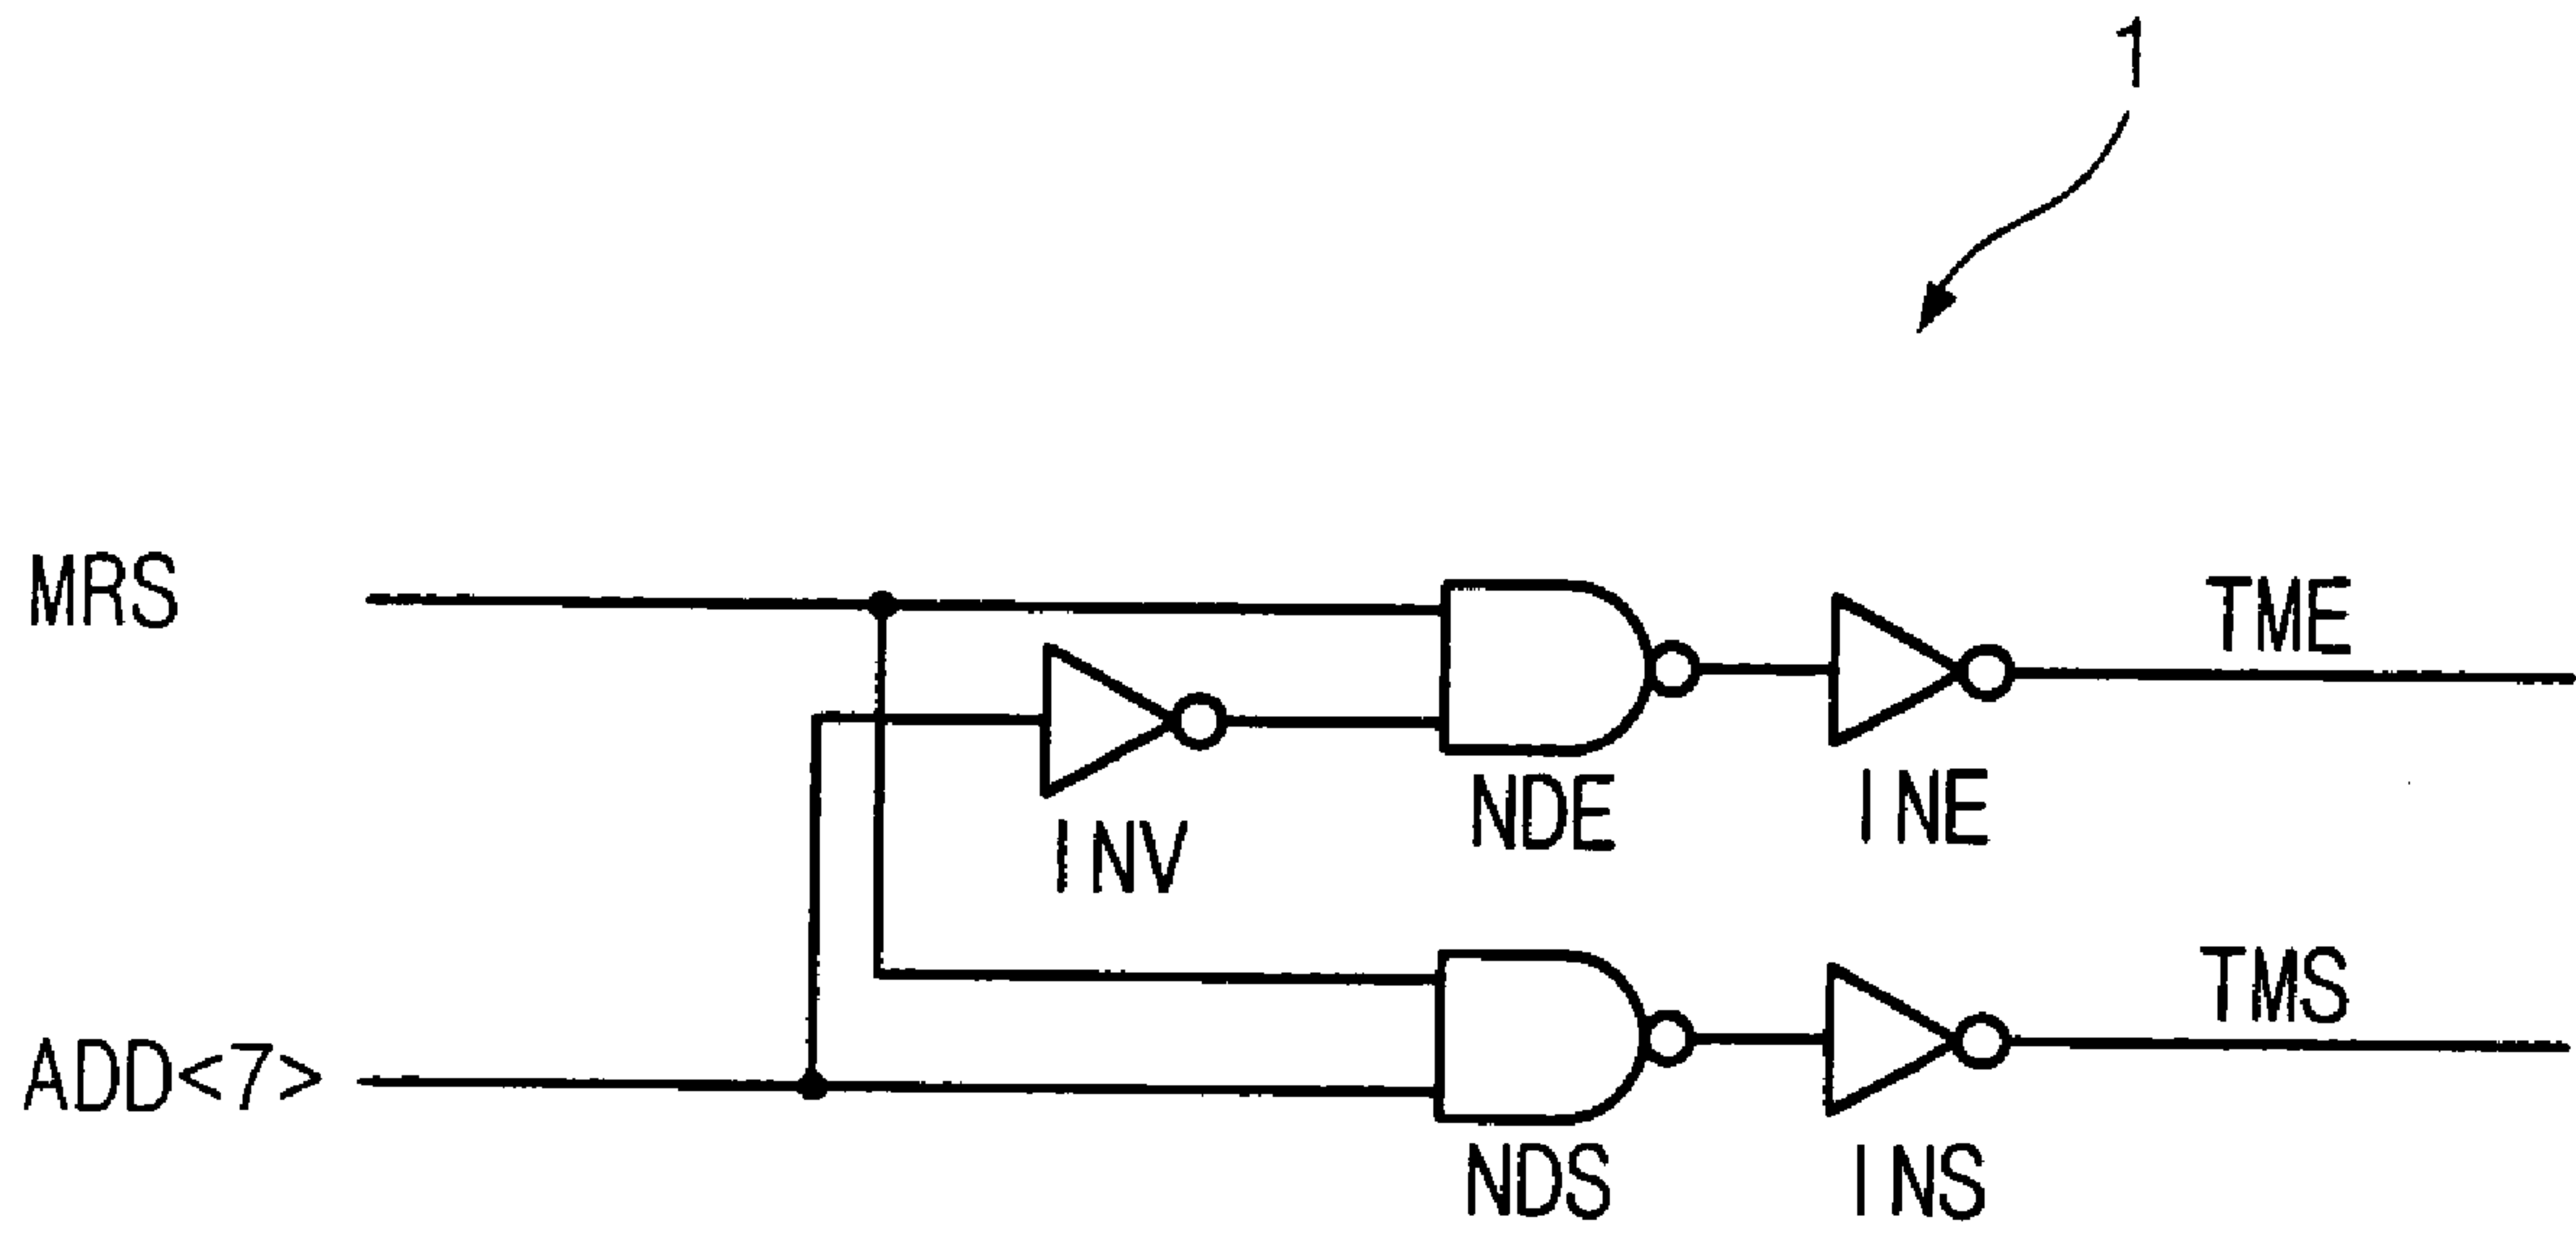 1
MRS
TME
INV
NDE
INE
TMS
ADD<7>
NDS
INS